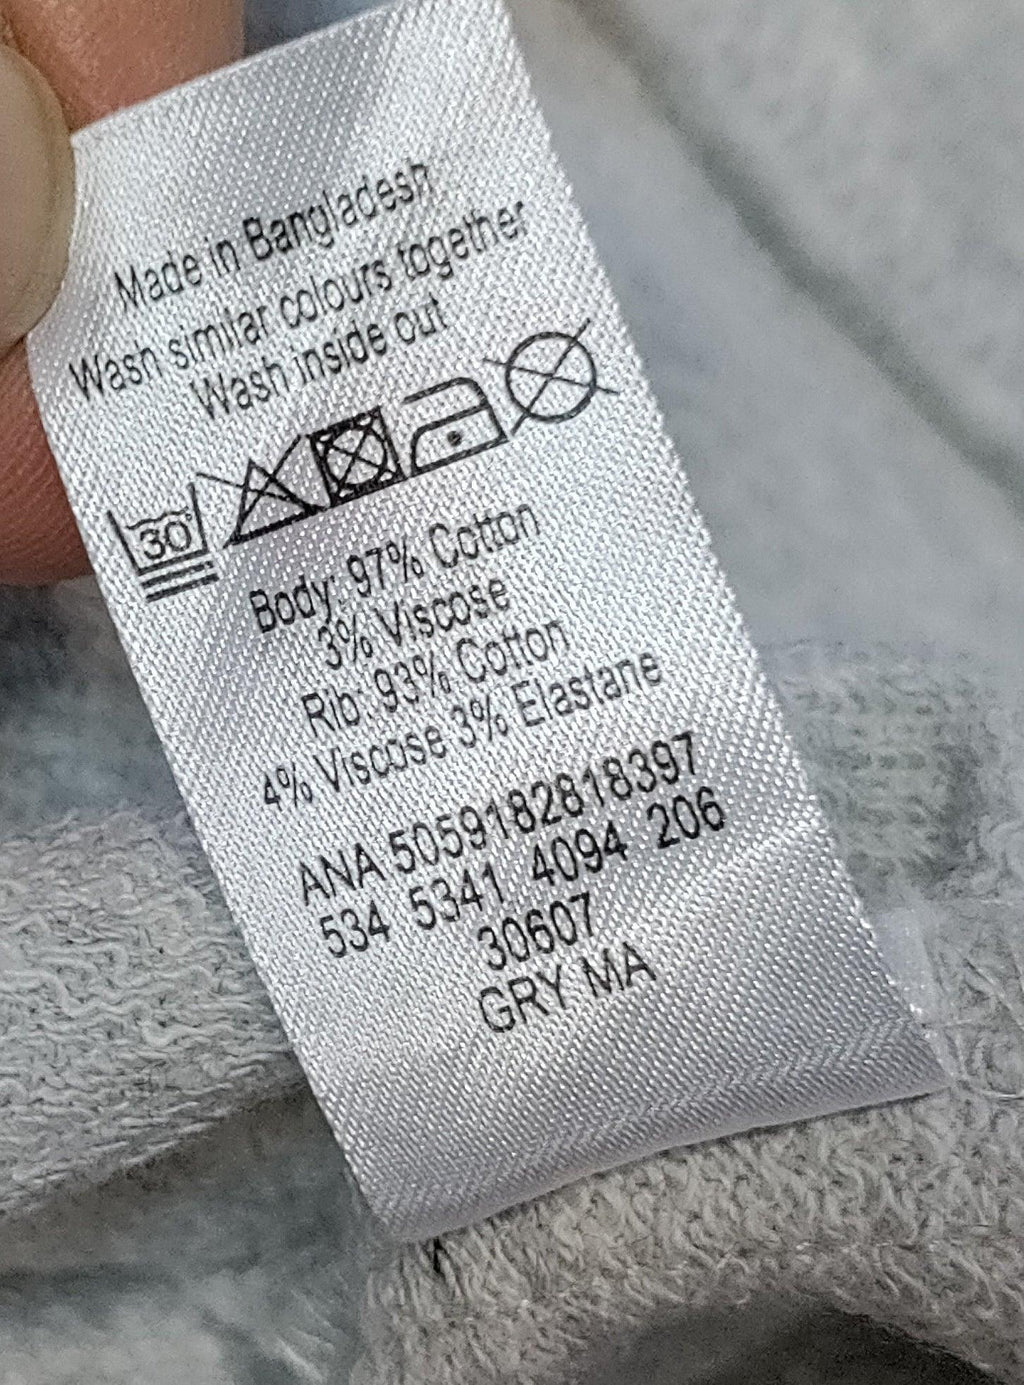 Made in Bangladesh
Wash similar colours together
Wash inside out
30
Body: 97% Cotton
3% Viscose
Rib: 93% Cotton
4% Viscose 3% Elastane
ANA 5059182818397
534 5341 4094 206
30607
GRY MA